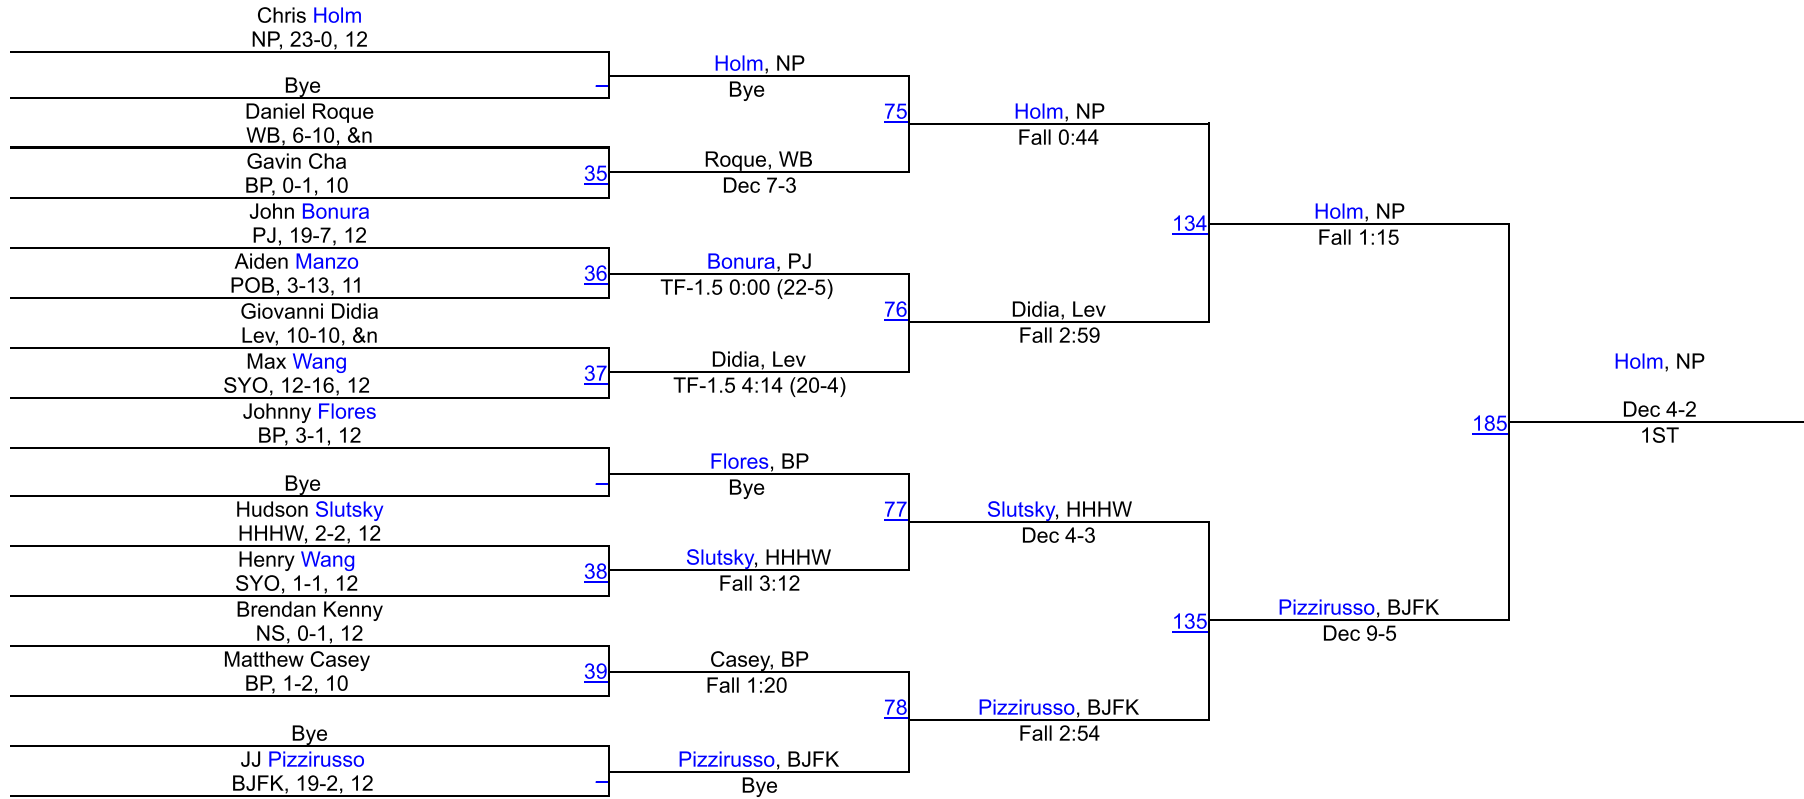 Chris Holm
NP, 23-0, 12
Bye
Daniel Roque
WB, 6-10, &n
Gavin Cha
BP, 0-1, 10
35
John Bonura
PJ, 19-7, 12
Aiden Manzo
POB, 3-13, 11
36
Giovanni Didia
Lev, 10-10, &n
Max Wang
SYO, 12-16, 12
37
Johnny Flores
BP, 3-1, 12
Bye
Hudson Slutsky
HHHW, 2-2, 12
Henry Wang
SYO, 1-1, 12
38
Brendan Kenny
NS, 0-1, 12
Matthew Casey
BP, 1-2, 10
39
Bye
JJ Pizzirusso
BJFK, 19-2, 12
Holm, NP
Bye
75
Roque, WB
Dec 7-3
Bonura, PJ
TF-1.5 0:00 (22-5)
76
Didia, Lev
TF-1.5 4:14 (20-4)
Flores, BP
Bye
77
Slutsky, HHHW
Fall 3:12
Casey, BP
Fall 1:20
78
Pizzirusso, BJFK
Bye
Holm, NP
Fall 0:44
134
Didia, Lev
Fall 2:59
Slutsky, HHHW
Dec 4-3
135
Pizzirusso, BJFK
Fall 2:54
Holm, NP
Fall 1:15
185
Pizzirusso, BJFK
Dec 9-5
Holm, NP
Dec 4-2
1ST